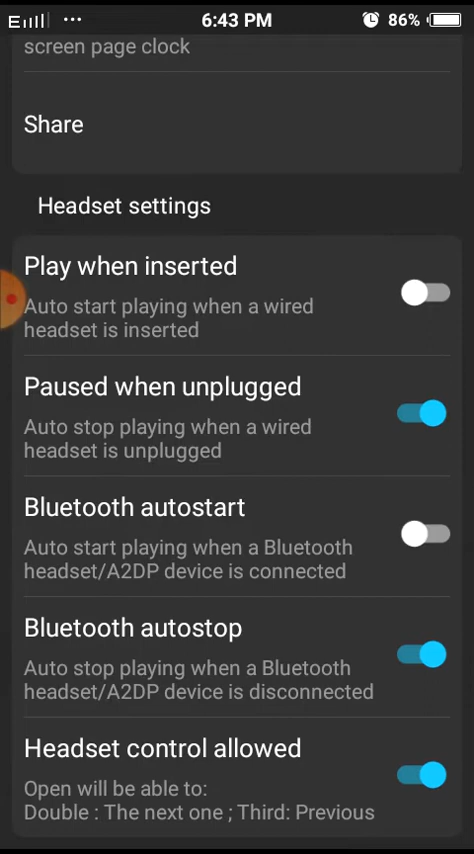 E 6:43 PM 86%
screen page clock
Share
Headset settings
Play when inserted
Auto start playing when a wired
headset is inserted
Paused when unplugged
Auto stop playing when a wired
headset is unplugged
Bluetooth autostart
Auto start playing when a Bluetooth
headset/A2DP device is connected
Bluetooth autostop
Auto stop playing when a Bluetooth
headset/A2DP device is disconnected
Headset control allowed
Open will be able to:
Double : The next one ; Third: Previous